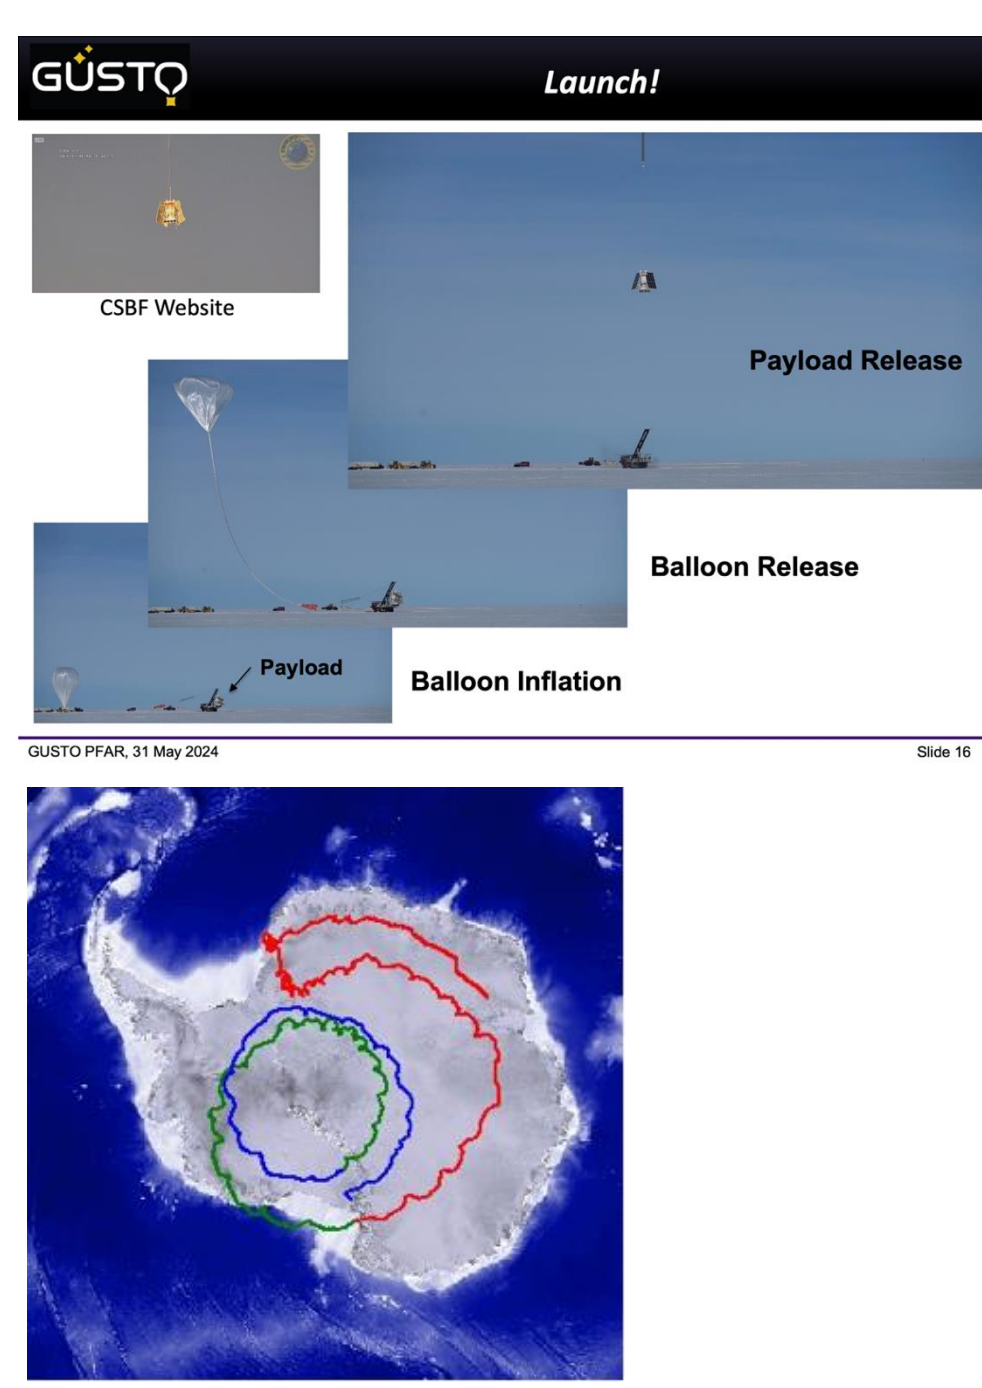 GUSTO
Launch!
CSBF Website
Payload Release
Balloon Release
Payload
Balloon Inflation
GUSTO PFAR, 31 May 2024
Slide 16